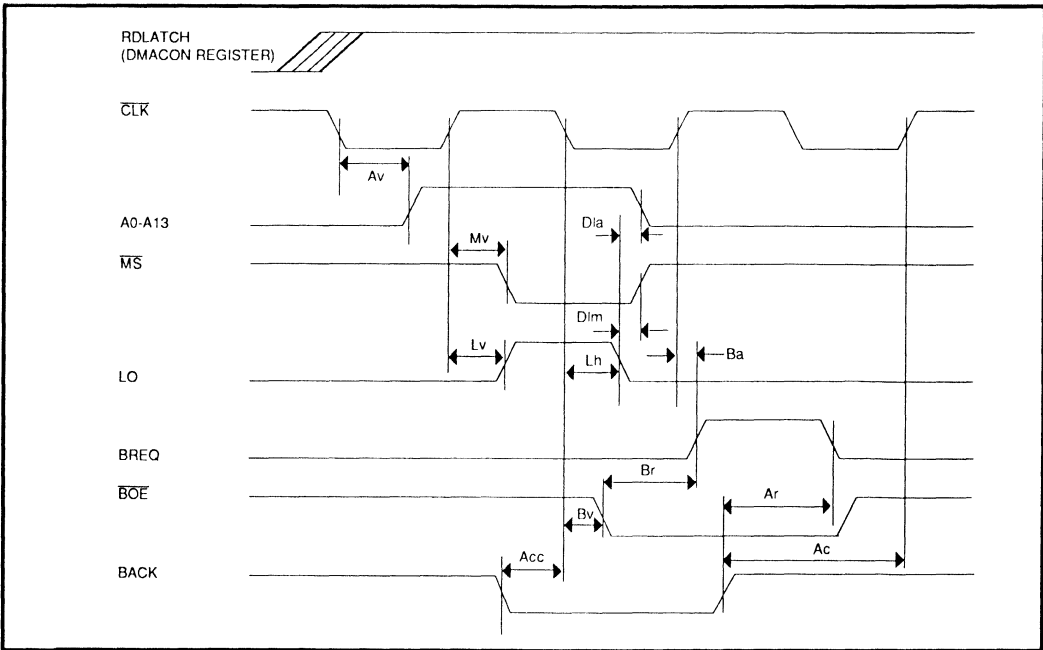 RDLATCH
(DMACON REGISTER)
CLK
Av
A0-A13
Dla
Mv
MS
Dlm
Lv
Lh
Ba
LO
BREQ
Br
BOE
Ar
Bv
Ac
Acc
BACK